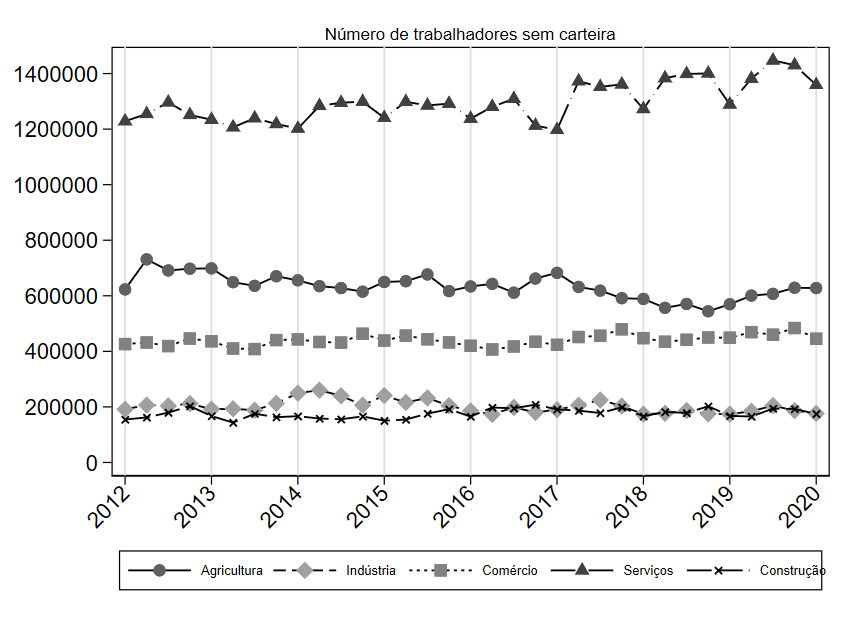 Número de trabalhadores sem carteira
1400000
1200000
1000000
800000
600000
400000
200000
0
2012 2013 2014 2015 2016 2017 2018 2019 2020
Agricultura Indústria Comércio Serviços Construção